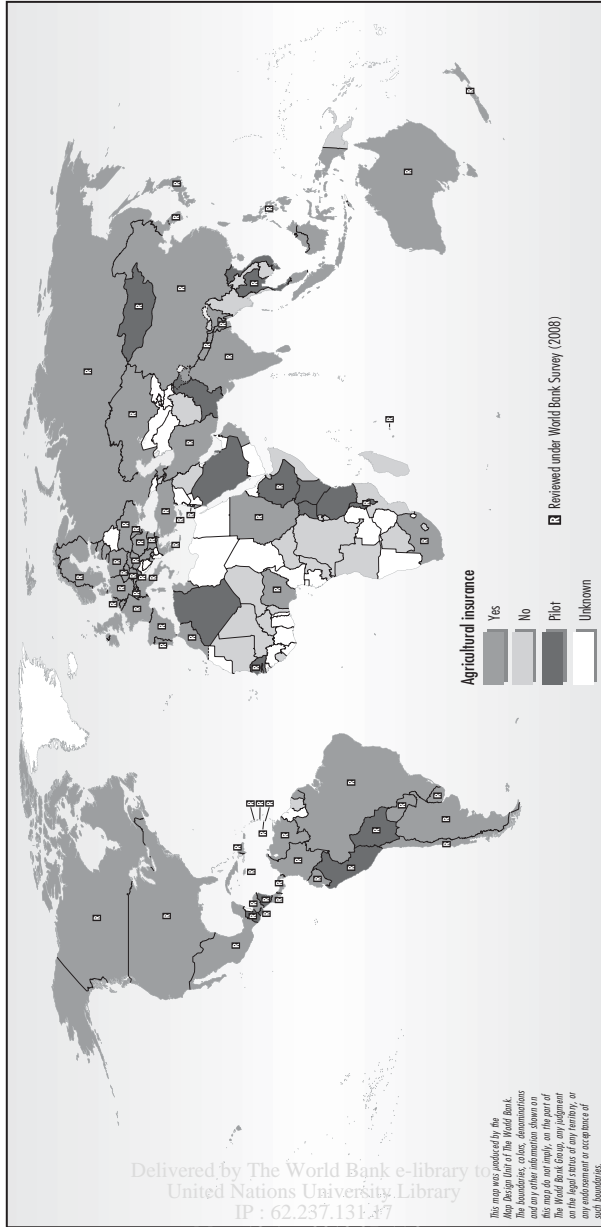 Agricultural insurance
Yes
No
Pilot
Unknown
R Reviewed under World Bank Survey (2008)
This map was produced by the
Map Design Unit of The World Bank.
The boundaries, colors, denominations
and any other information shown on
this map do not imply, on the part of
The World Bank Group, any judgment
on the legal status of any territory, or
any endorsement or acceptance of
such boundaries.
Delivered by The World Bank e-library to
United Nations University Library
IP : 62.237.131.17